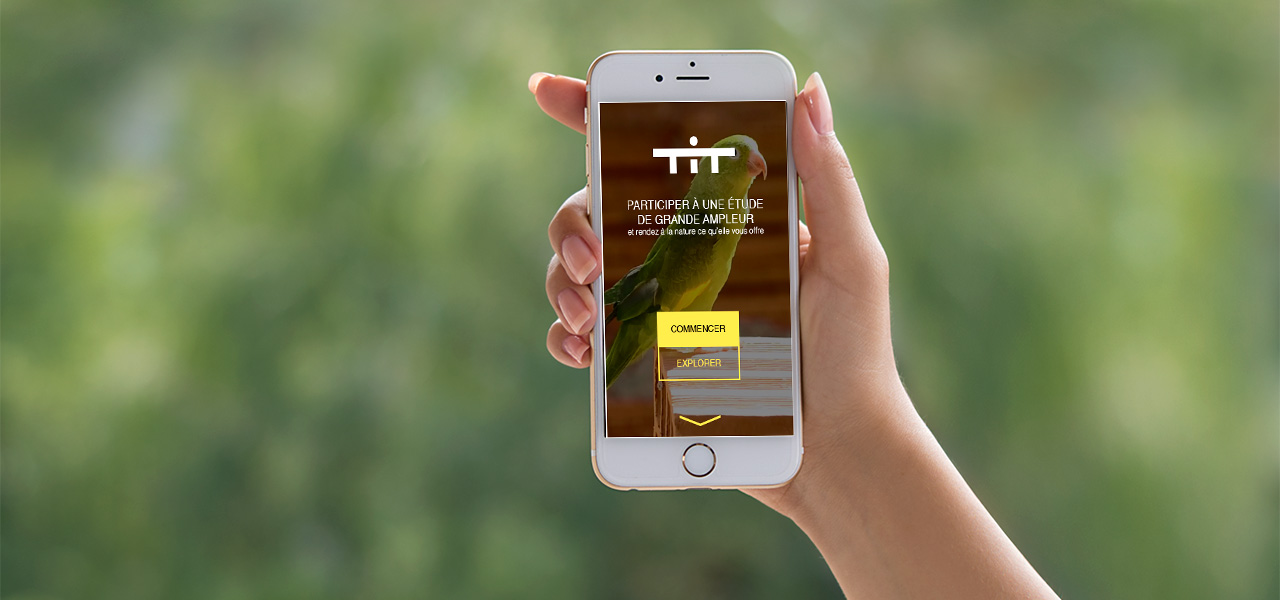 TiT
PARTICIPER À UNE ÉTUDE
DE GRANDE AMPLEUR
et rendez à la nature ce qu'elle vous offre
COMMENCER
EXPLORER